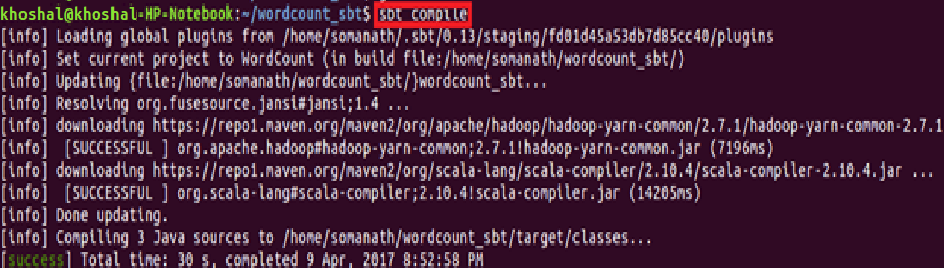 khoshal@khoshal-HP-Notebook:~/wordcount_sbt$ sbt compile
[info] Loading global plugins from /home/somanath/.sbt/0.13/staging/fd01d45a53db7d85cc40/plugins
[info] Set current project to WordCount (in build file:/home/somanath/wordcount_sbt/)
[info] Updating {file:/home/somanath/wordcount_sbt/}wordcount_sbt...
[info] Resolving org.fusesource.jansi#jansi;1.4 ...
[info] downloading https://repo1.maven.org/maven2/org/apache/hadoop/hadoop-yarn-common/2.7.1/hadoop-yarn-common-2.7.1
[info]  [SUCCESSFUL ] org.apache.hadoop#hadoop-yarn-common;2.7.1!hadoop-yarn-common.jar (7196ms)
[info] downloading https://repo1.maven.org/maven2/org/scala-lang/scala-compiler/2.10.4/scala-compiler-2.10.4.jar ...
[info]  [SUCCESSFUL ] org.scala-lang#scala-compiler;2.10.4!scala-compiler.jar (14205ms)
[info] Done updating.
[info] Compiling 3 Java sources to /home/somanath/wordcount_sbt/target/classes...
[success] Total time: 30 s, completed 9 Apr, 2017 8:52:58 PM